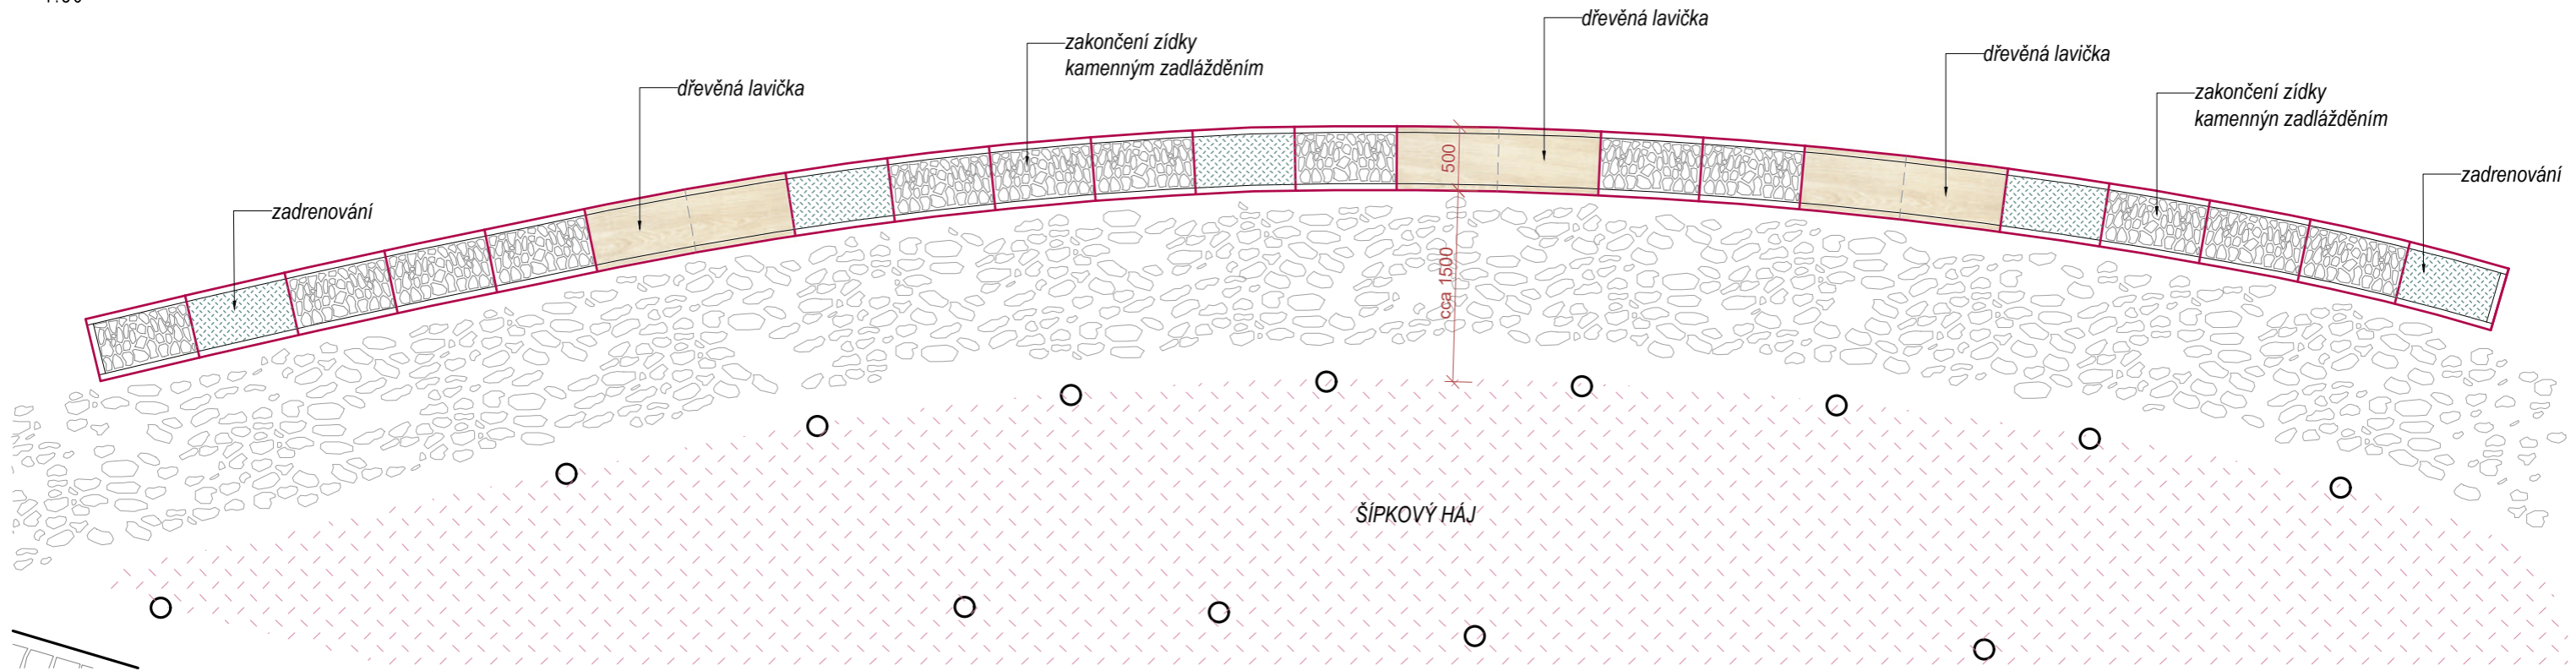 dřevěná lavička
zakončení zídky
kamenným zadlážděním
dřevěná lavička
dřevěná lavička
zakončení zídky
kamennýn zadlážděním
zadrenování
zadrenování
500
cca 1500
ŠÍPKOVÝ HÁJ